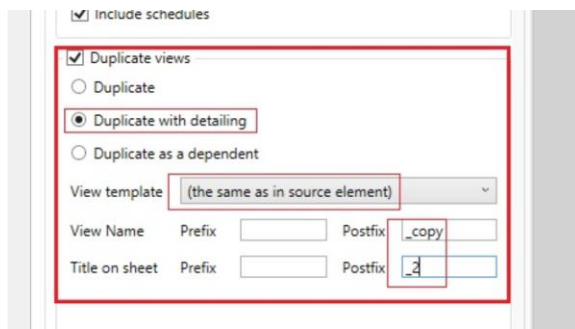 Include schedules
Duplicate views
Duplicate
Duplicate with detailing
Duplicate as a dependent
View template (the same as in source element)
View Name Prefix Postfix _copy
Title on sheet Prefix Postfix _2